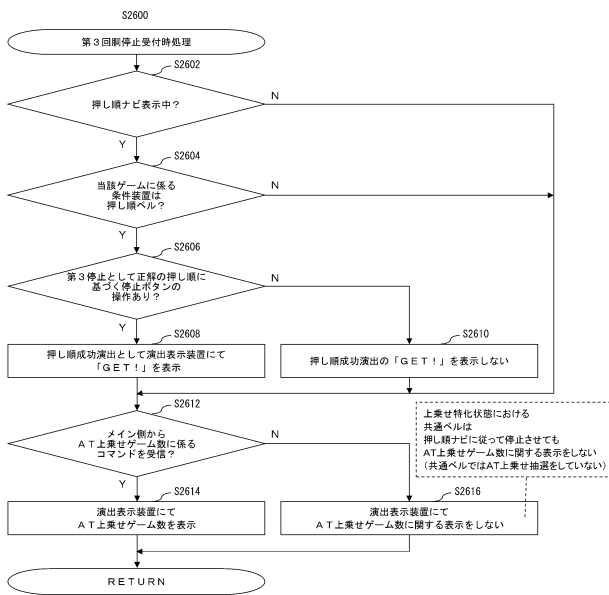 S2600
第3回胴停止受付時処理
S2602
押し順ナビ表示中?
N
Y
S2604
当該ゲームに係る
条件装置は
押し順ベル?
N
Y
S2606
第3停止として正解の押し順に
基づく停止ボタンの
操作あり?
N
Y
S2608
押し順成功演出として演出表示装置にて
「GET!」を表示
S2610
押し順成功演出の「GET!」を表示しない
S2612
メイン側から
AT上乗せゲーム数に係る
コマンドを受信?
N
Y
上乗せ特化状態における
共通ベルは
押し順ナビに従って停止させても
AT上乗せゲーム数に関する表示をしない
(共通ベルではAT上乗せ抽選をしていない)
S2614
演出表示装置にて
AT上乗せゲーム数を表示
S2616
演出表示装置にて
AT上乗せゲーム数に関する表示をしない
RETURN